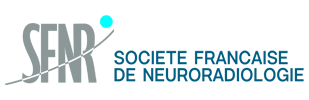 SFNR
SOCIETE FRANCAISE
DE NEURORADIOLOGIE